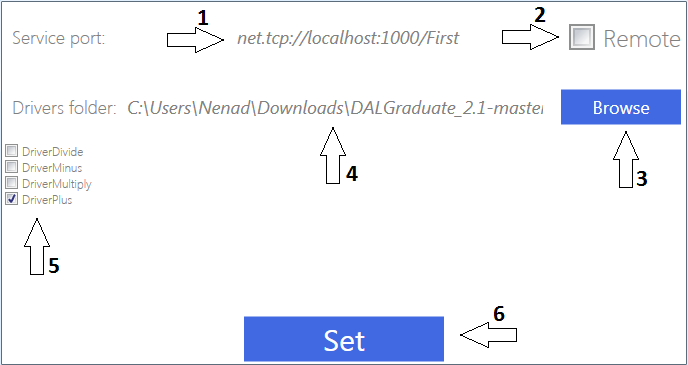 1
2
Service port: net.tcp://localhost:1000/First Remote
Drivers folder: C:\Users\Nenad\Downloads\DALGraduate_2.1-master Browse
3
4
DriverDivide
DriverMinus
DriverMultiply
DriverPlus
5
6
Set